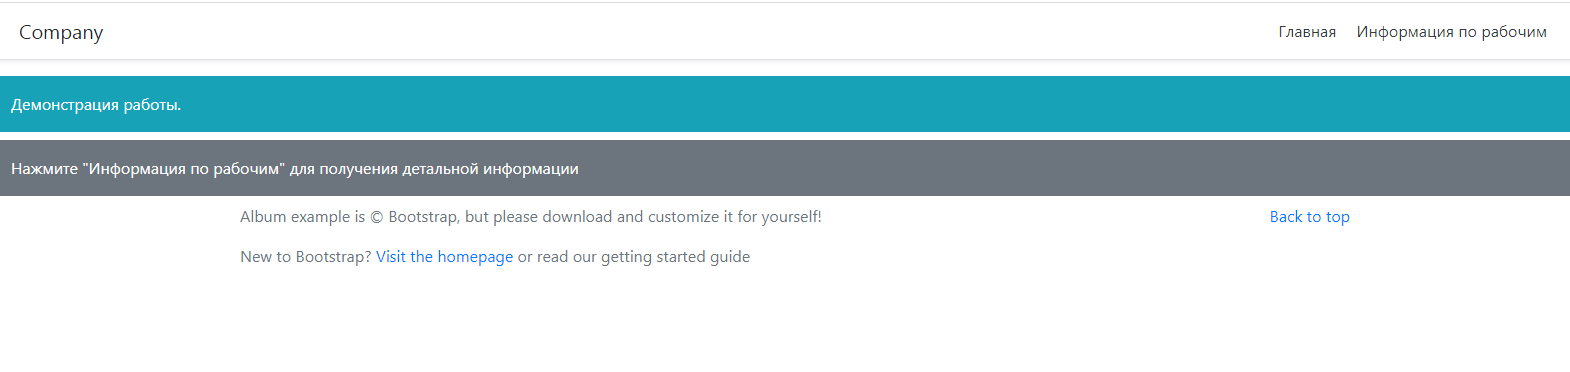 Company
Главная Информация по рабочим
Демонстрация работы.
Нажмите "Информация по рабочим" для получения детальной информации
Album example is © Bootstrap, but please download and customize it for yourself!
Back to top
New to Bootstrap? Visit the homepage or read our getting started guide